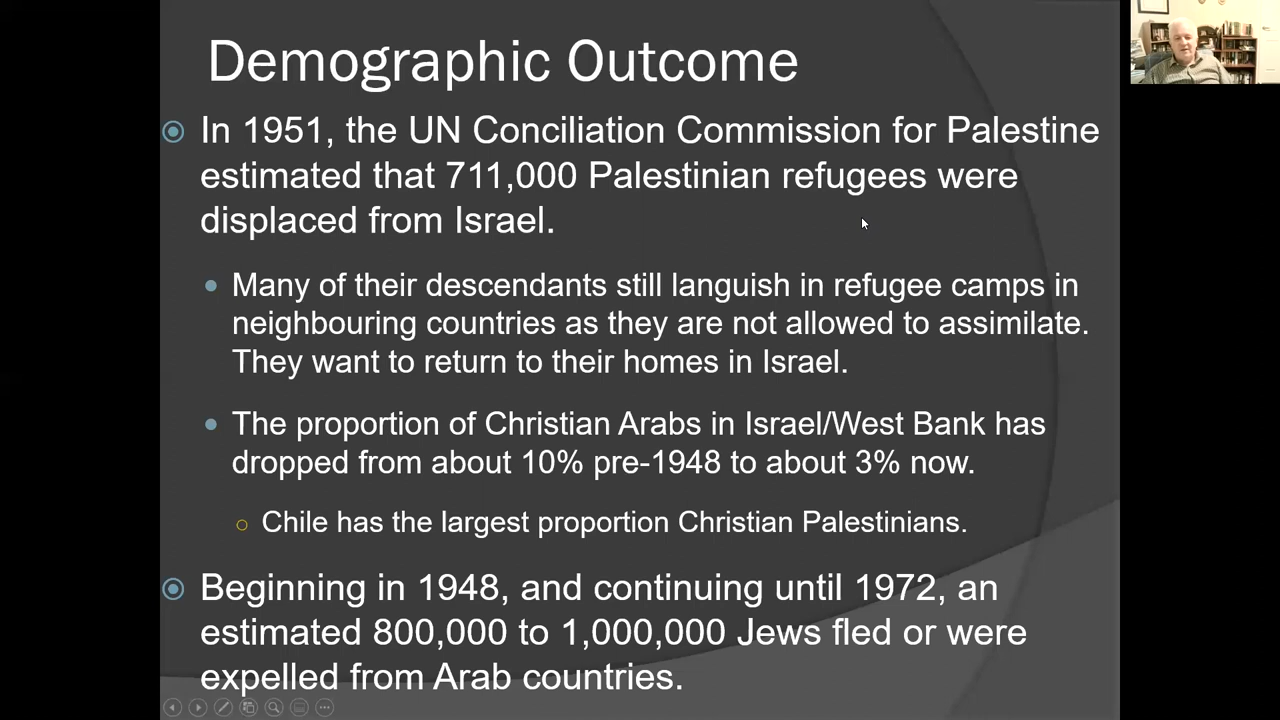 Demographic Outcome
In 1951, the UN Conciliation Commission for Palestine
estimated that 711,000 Palestinian refugees were
displaced from Israel.
Many of their descendants still languish in refugee camps in
neighbouring countries as they are not allowed to assimilate.
They want to return to their homes in Israel.
The proportion of Christian Arabs in Israel/West Bank has
dropped from about 10% pre-1948 to about 3% now.
Chile has the largest proportion Christian Palestinians.
Beginning in 1948, and continuing until 1972, an
estimated 800,000 to 1,000,000 Jews fled or were
expelled from Arab countries.